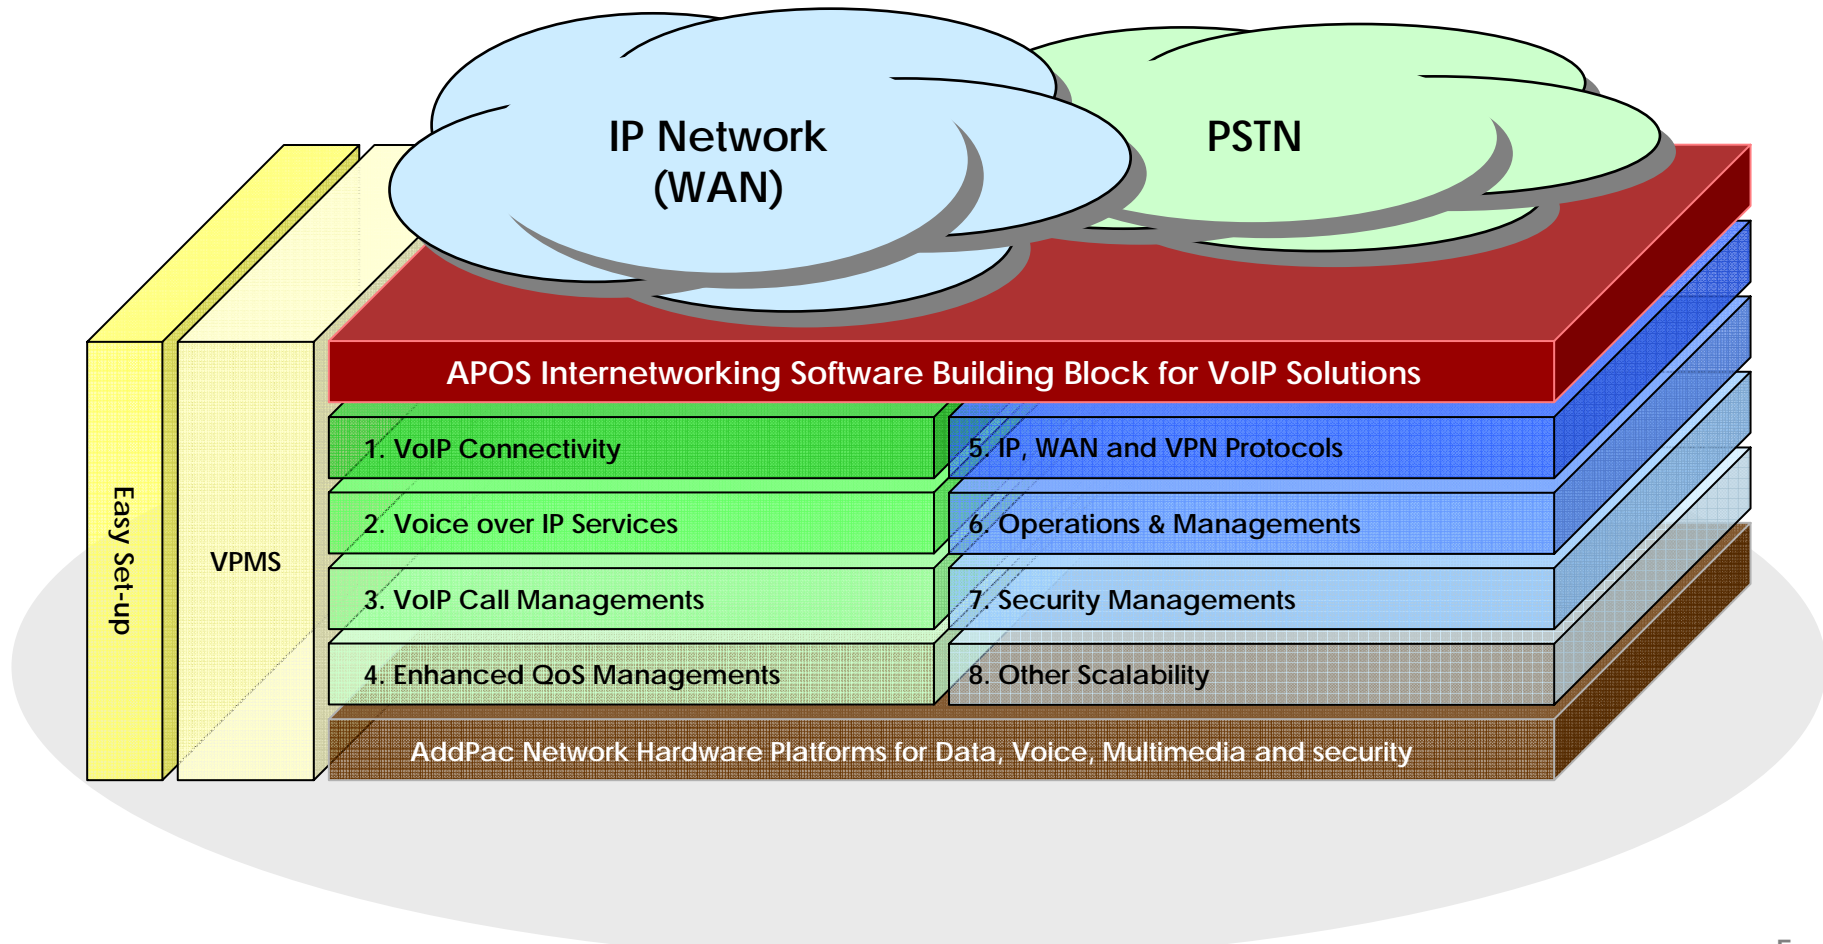 IP Network
(WAN)
PSTN
APOS Internetworking Software Building Block for VoIP Solutions
1. VoIP Connectivity
5. IP, WAN and VPN Protocols
2. Voice over IP Services
6. Operations & Managements
3. VoIP Call Managements
7. Security Managements
4. Enhanced QoS Managements
8. Other Scalability
Easy Set-up
VPMS
AddPac Network Hardware Platforms for Data, Voice, Multimedia and security